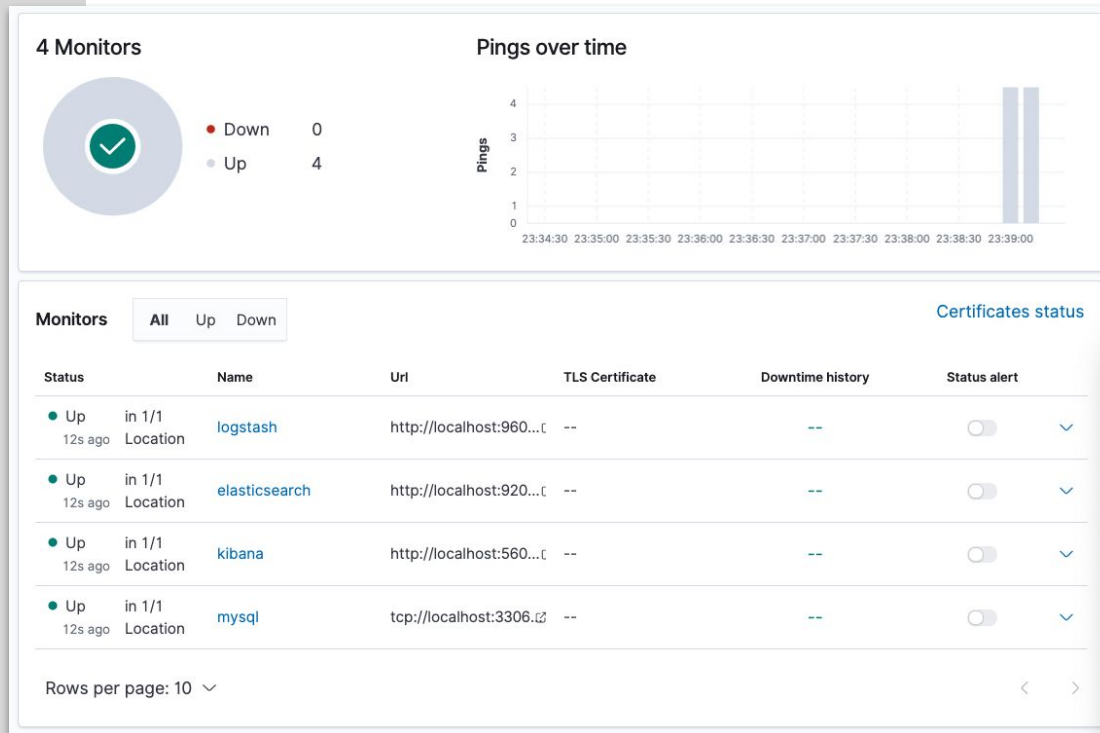 4 Monitors
Down 0
Up 4
Pings over time
Pings
4
3
2
1
0
23:34:30 23:35:00 23:35:30 23:36:00 23:36:30 23:37:00 23:37:30 23:38:00 23:38:30 23:39:00
Monitors All Up Down Certificates status
Status Name Url TLS Certificate Downtime history Status alert
Up in 1/1 logstash http://localhost:960... -- --
12s ago Location
Up in 1/1 elasticsearch http://localhost:920... -- --
12s ago Location
Up in 1/1 kibana http://localhost:560... -- --
12s ago Location
Up in 1/1 mysql tcp://localhost:3306. -- --
12s ago Location
Rows per page: 10